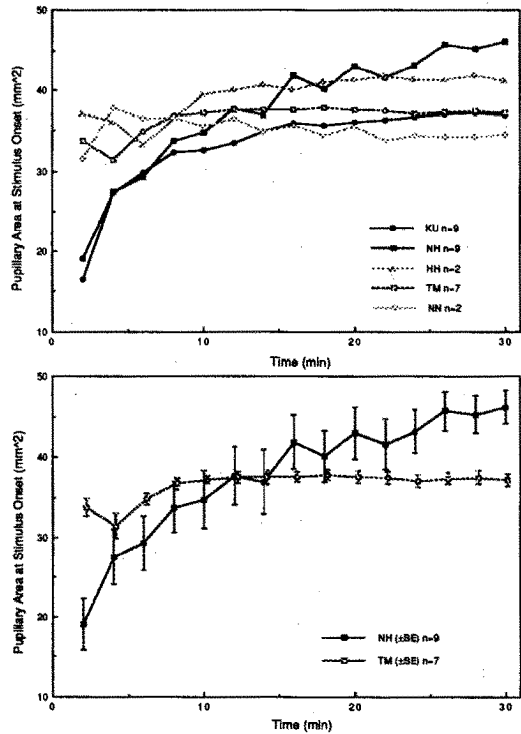 50
40
30
20
10
Pupillary Area at Stimulus Onset (mm^2)
KU n=9
NH n=9
HH n=2
TM n=7
NN n=2
0 10 20 30
Time (min)
50
40
30
20
10
Pupillary Area at Stimulus Onset (mm^2)
NH (±SE) n=9
TM (±SE) n=7
0 10 20 30
Time (min)